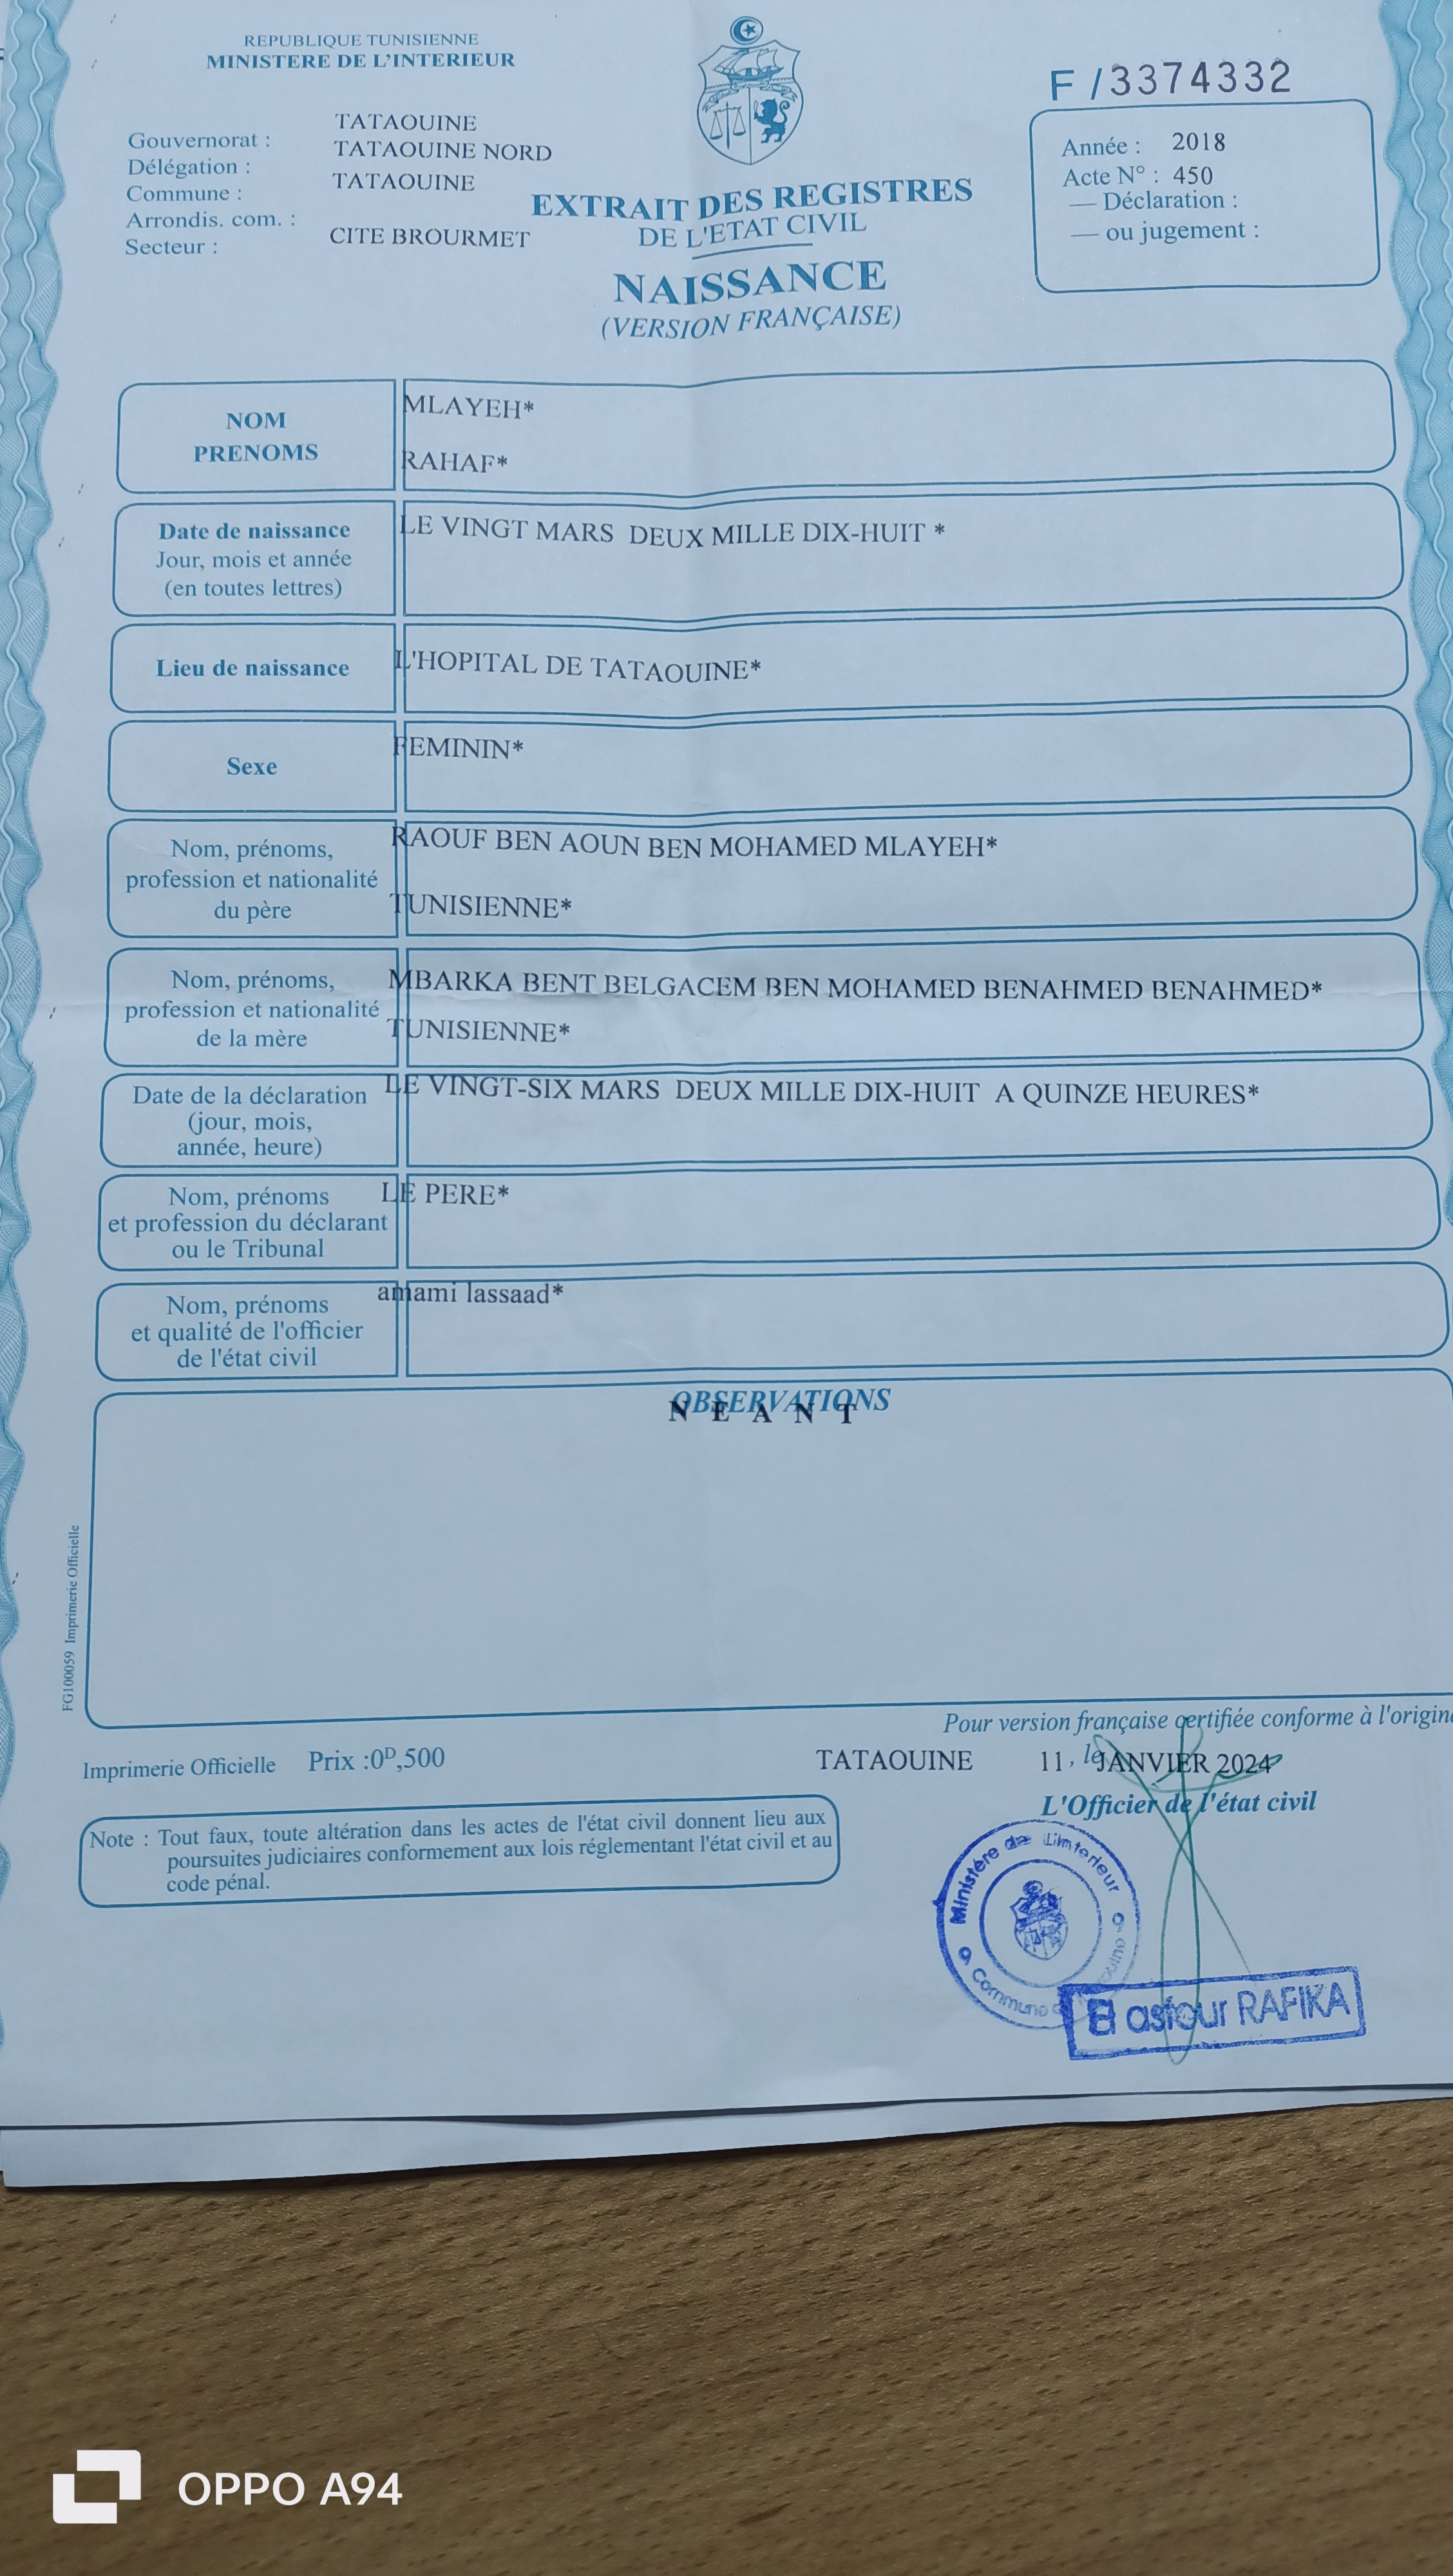 REPUBLIQUE TUNISIENNE
MINISTERE DE L'INTERIEUR
F / 3374332
Gouvernorat : TATAOUINE
Délégation : TATAOUINE NORD
Commune : TATAOUINE
Arrondis. com. :
Secteur : CITE BROURMET
EXTRAIT DES REGISTRES
DE L'ETAT CIVIL
NAISSANCE
(VERSION FRANÇAISE)
Année : 2018
Acte N° : 450
— Déclaration :
— ou jugement :
NOM MLAYEH*
PRENOMS RAHAF*
Date de naissance LE VINGT MARS DEUX MILLE DIX-HUIT *
Jour, mois et année
(en toutes lettres)
Lieu de naissance L'HOPITAL DE TATAOUINE*
Sexe FEMININ*
Nom, prénoms, RAOUF BEN AOUN BEN MOHAMED MLAYEH*
profession et nationalité
du père TUNISIENNE*
Nom, prénoms, MBARKA BENT BELGACEM BEN MOHAMED BENAHMED BENAHMED*
profession et nationalité
de la mère TUNISIENNE*
Date de la déclaration LE VINGT-SIX MARS DEUX MILLE DIX-HUIT A QUINZE HEURES*
(jour, mois,
année, heure)
Nom, prénoms LE PERE*
et profession du déclarant
ou le Tribunal
Nom, prénoms amami lassaad*
et qualité de l'officier
de l'état civil
OBSERVATIONS
N E A N T
FG100059 Imprimerie Officielle
Pour version française certifiée conforme à l'origin
Imprimerie Officielle Prix :0D,500
TATAOUINE 11, le JANVIER 2024
L'Officier de l'état civil
Note : Tout faux, toute altération dans les actes de l'état civil donnent lieu aux
poursuites judiciaires conformement aux lois réglementant l'état civil et au
code pénal.
Ministère de L'interieur
Commune
El asfour RAFIKA
OPPO A94